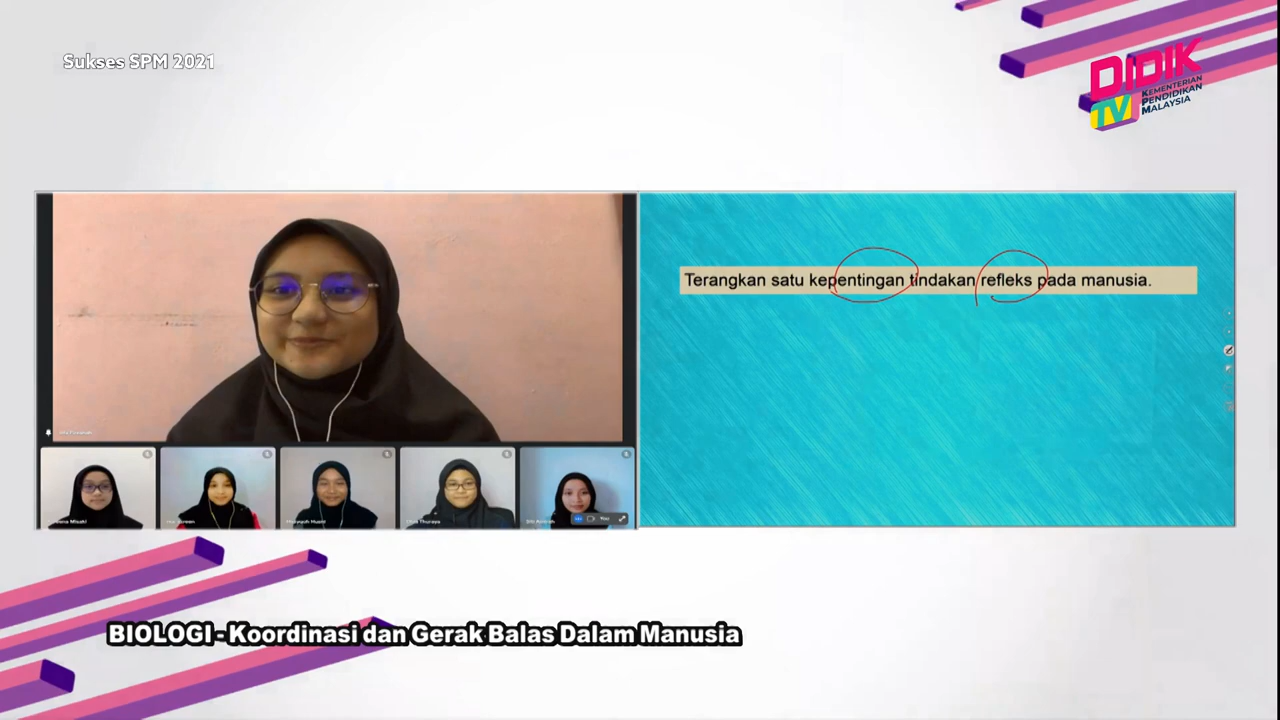 Sukses SPM 2021
DIDIK
TV
KEMENTERIAN
PENDIDIKAN
MALAYSIA
Terangkan satu kepentingan tindakan refleks pada manusia.
You
BIOLOGI - Koordinasi dan Gerak Balas Dalam Manusia